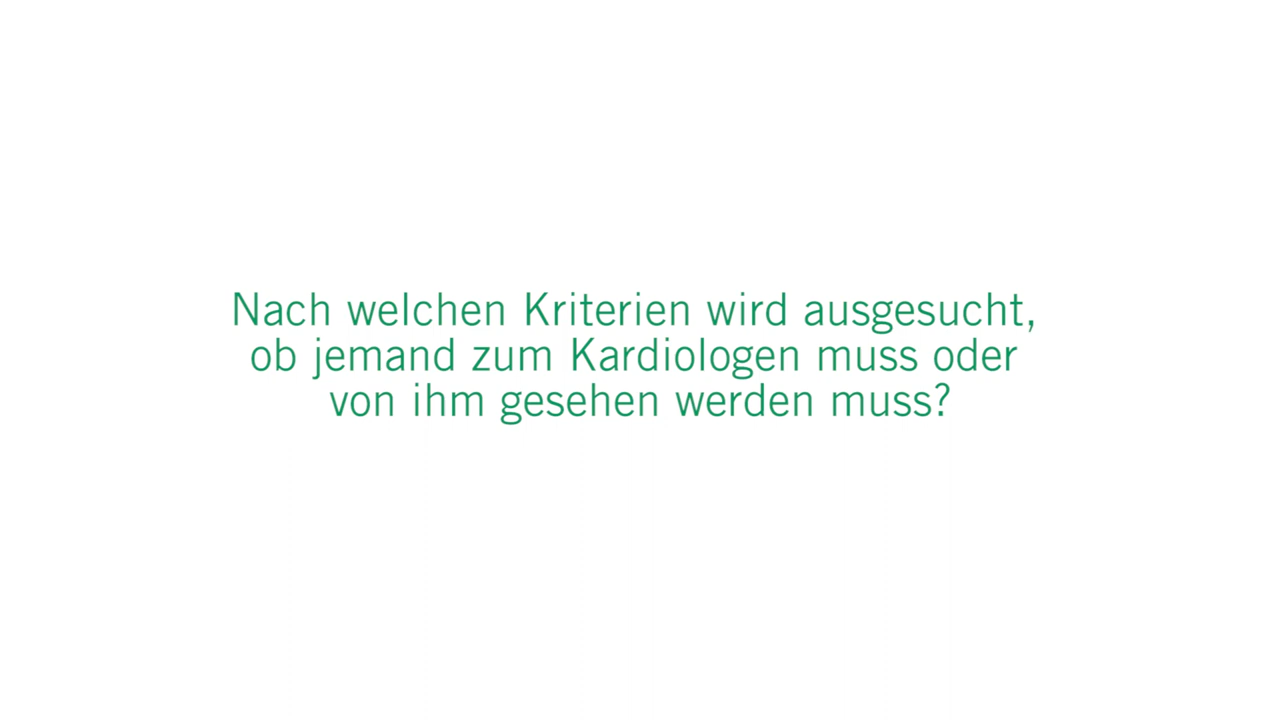 Nach welchen Kriterien wird ausgesucht,
ob jemand zum Kardiologen muss oder
von ihm gesehen werden muss?